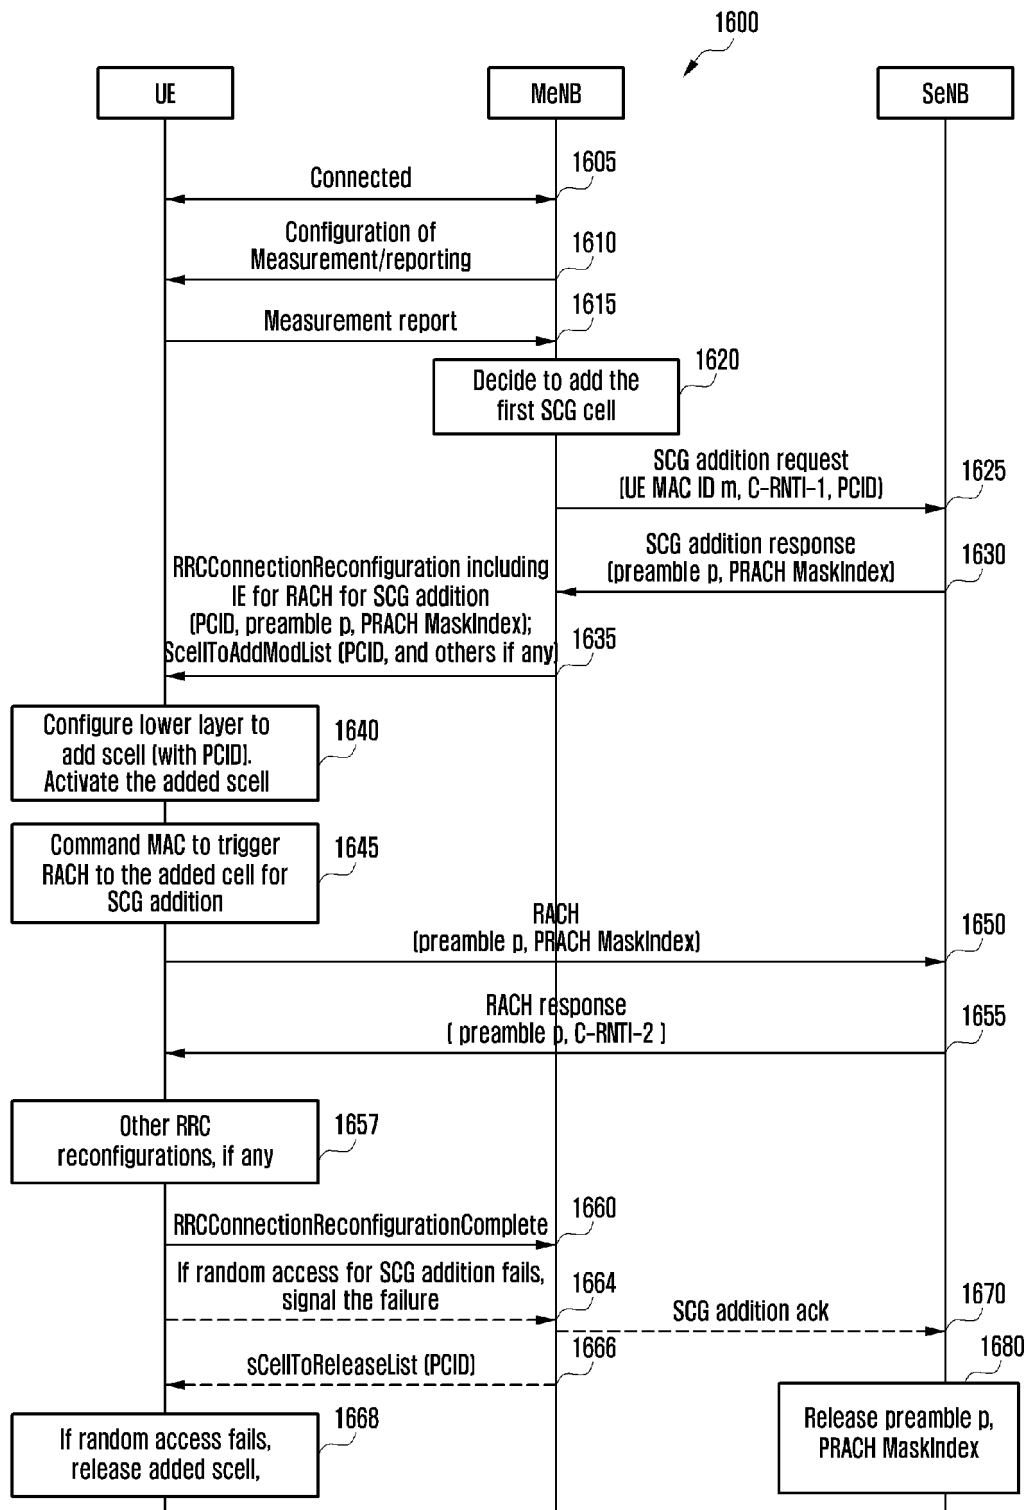 1600
UE
MeNB
SeNB
Connected
1605
Configuration of
Measurement/reporting
1610
Measurement report
1615
Decide to add the
first SCG cell
1620
SCG addition request
(UE MAC ID m, C-RNTI-1, PCID)
1625
SCG addition response
(preamble p, PRACH MaskIndex)
1630
RRCConnectionReconfiguration including
IE for RACH for SCG addition
(PCID, preamble p, PRACH MaskIndex);
ScellToAddModList (PCID, and others if any)
1635
Configure lower layer to
add scell (with PCID).
Activate the added scell
1640
Command MAC to trigger
RACH to the added cell for
SCG addition
1645
RACH
(preamble p, PRACH MaskIndex)
1650
RACH response
( preamble p, C-RNTI-2 )
1655
Other RRC
reconfigurations, if any
1657
RRCConnectionReconfigurationComplete
1660
If random access for SCG addition fails,
signal the failure
1664
SCG addition ack
1670
sCellToReleaseList (PCID)
1666
If random access fails,
release added scell,
1668
Release preamble p,
PRACH MaskIndex
1680